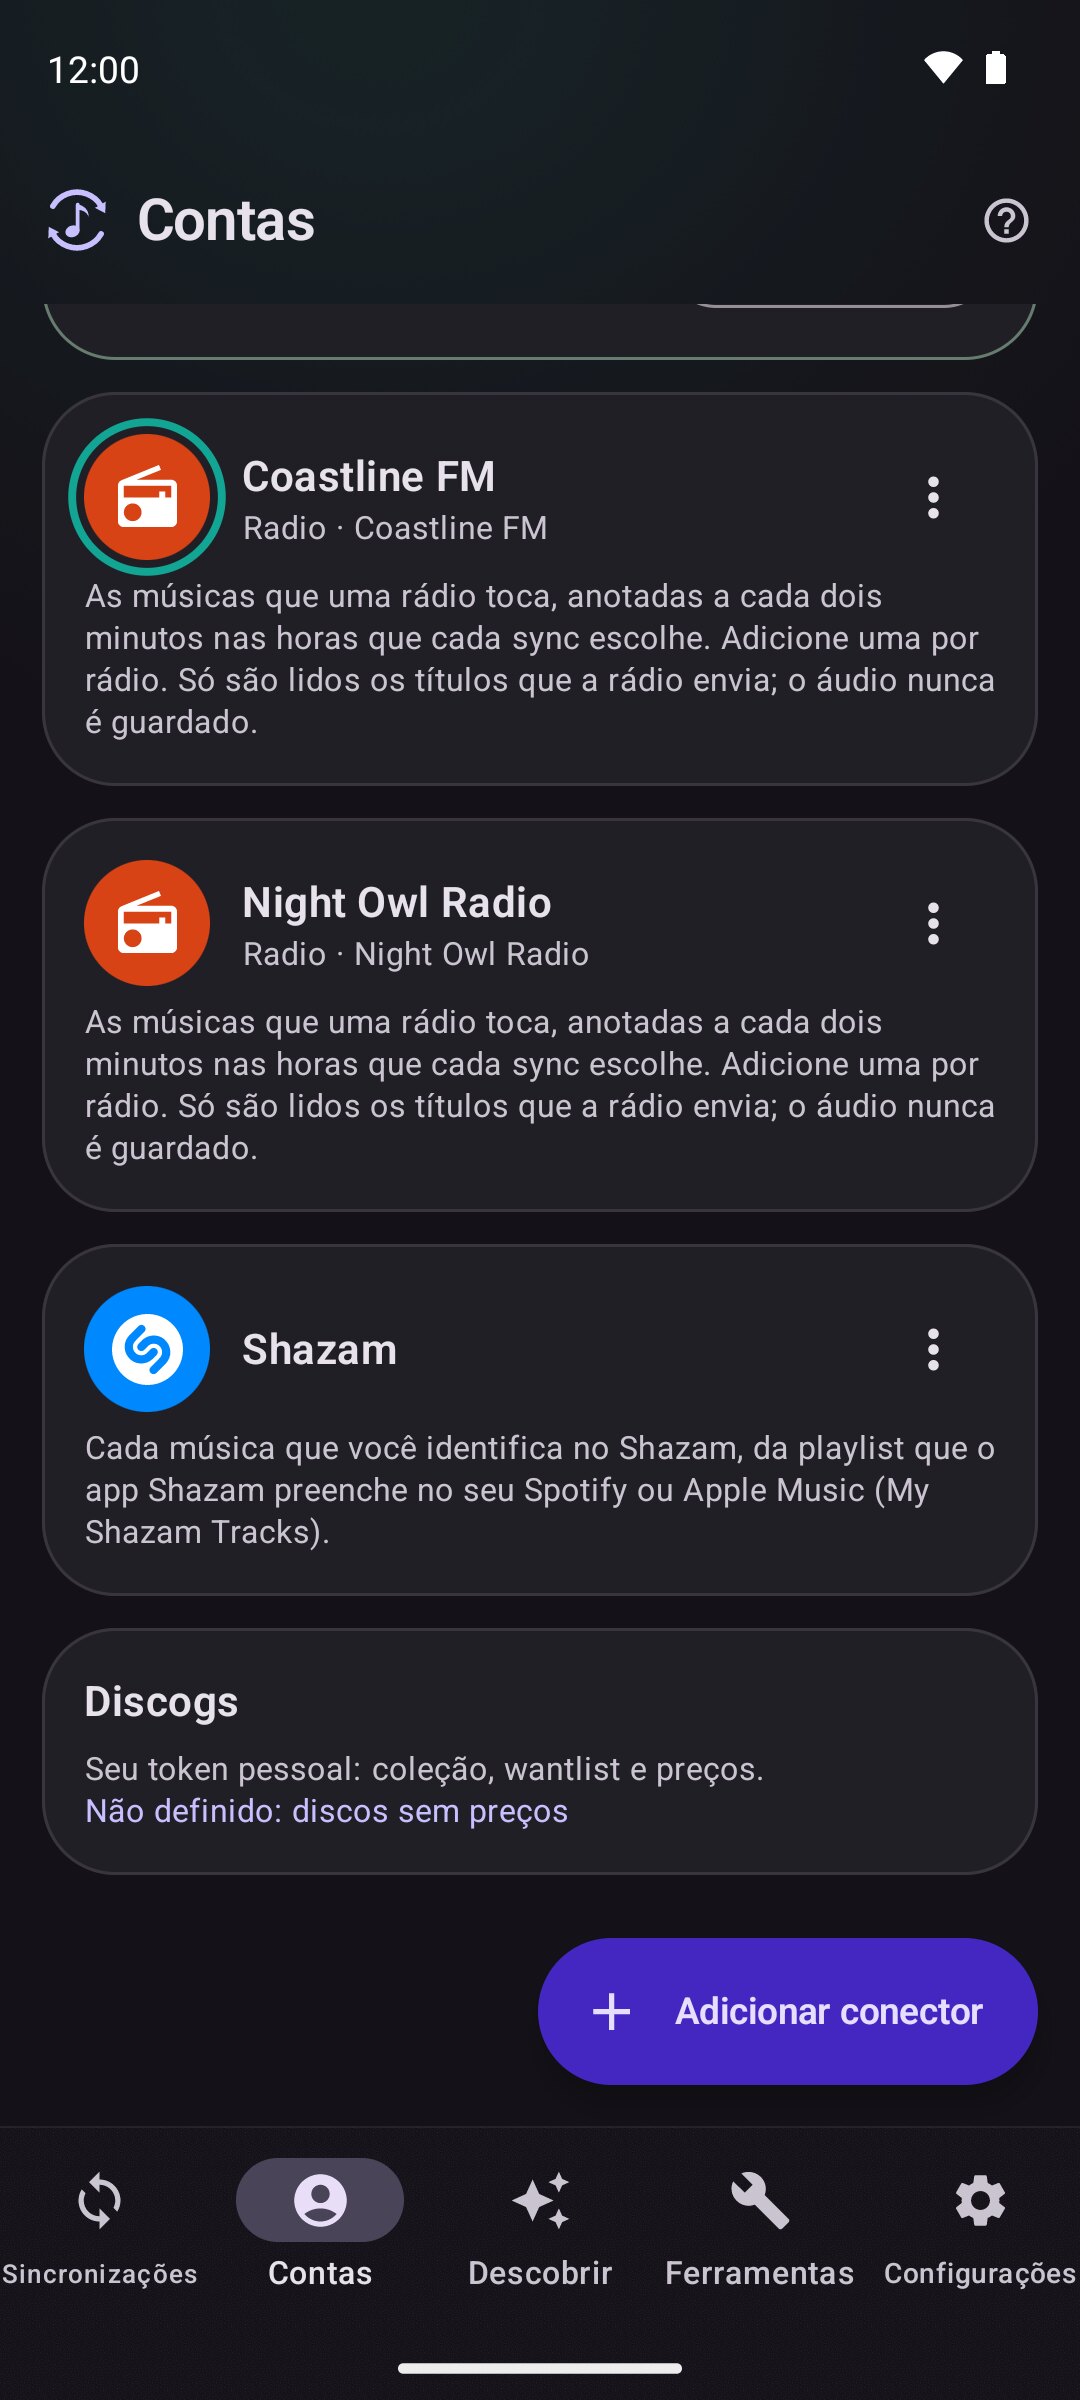 12:00
Contas
Coastline FM
Radio · Coastline FM
As músicas que uma rádio toca, anotadas a cada dois
minutos nas horas que cada sync escolhe. Adicione uma por
rádio. Só são lidos os títulos que a rádio envia; o áudio nunca
é guardado.
Night Owl Radio
Radio · Night Owl Radio
As músicas que uma rádio toca, anotadas a cada dois
minutos nas horas que cada sync escolhe. Adicione uma por
rádio. Só são lidos os títulos que a rádio envia; o áudio nunca
é guardado.
Shazam
Cada música que você identifica no Shazam, da playlist que o
app Shazam preenche no seu Spotify ou Apple Music (My
Shazam Tracks).
Discogs
Seu token pessoal: coleção, wantlist e preços.
Não definido: discos sem preços
Adicionar conector
Sincronizações
Contas
Descobrir
Ferramentas
Configurações